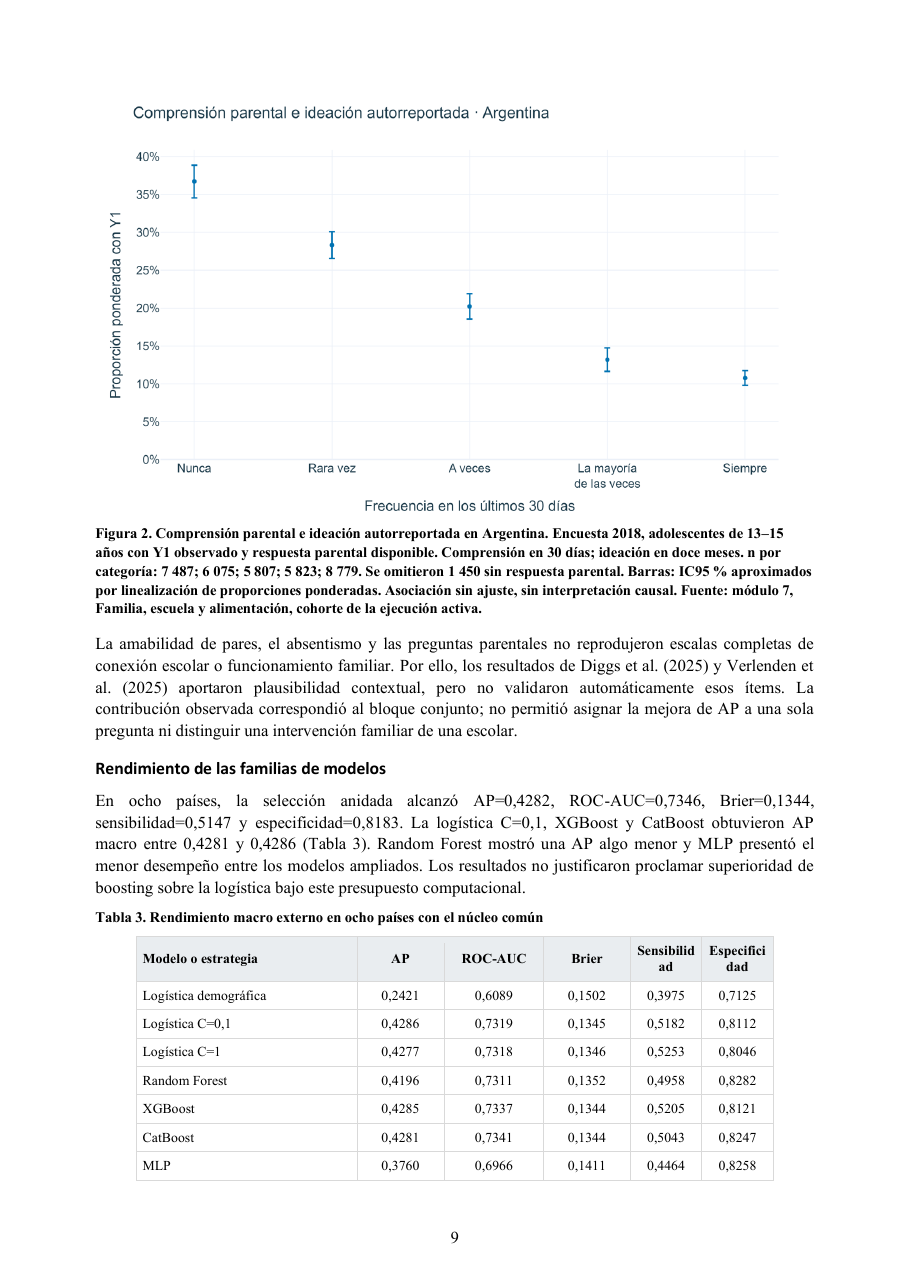 Comprensión parental e ideación autorreportada · Argentina
40%
35%
30%
25%
20%
15%
10%
5%
0%
Proporción ponderada con Y1
Nunca
Rara vez
A veces
La mayoría
de las veces
Siempre
Frecuencia en los últimos 30 días
Figura 2. Comprensión parental e ideación autorreportada en Argentina. Encuesta 2018, adolescentes de 13–15
años con Y1 observado y respuesta parental disponible. Comprensión en 30 días; ideación en doce meses. n por
categoría: 7 487; 6 075; 5 807; 5 823; 8 779. Se omitieron 1 450 sin respuesta parental. Barras: IC95 % aproximados
por linealización de proporciones ponderadas. Asociación sin ajuste, sin interpretación causal. Fuente: módulo 7,
Familia, escuela y alimentación, cohorte de la ejecución activa.
La amabilidad de pares, el absentismo y las preguntas parentales no reprodujeron escalas completas de
conexión escolar o funcionamiento familiar. Por ello, los resultados de Diggs et al. (2025) y Verlenden et
al. (2025) aportaron plausibilidad contextual, pero no validaron automáticamente esos ítems. La
contribución observada correspondió al bloque conjunto; no permitió asignar la mejora de AP a una sola
pregunta ni distinguir una intervención familiar de una escolar.
Rendimiento de las familias de modelos
En ocho países, la selección anidada alcanzó AP=0,4282, ROC-AUC=0,7346, Brier=0,1344,
sensibilidad=0,5147 y especificidad=0,8183. La logística C=0,1, XGBoost y CatBoost obtuvieron AP
macro entre 0,4281 y 0,4286 (Tabla 3). Random Forest mostró una AP algo menor y MLP presentó el
menor desempeño entre los modelos ampliados. Los resultados no justificaron proclamar superioridad de
boosting sobre la logística bajo este presupuesto computacional.
Tabla 3. Rendimiento macro externo en ocho países con el núcleo común
Modelo o estrategia AP ROC-AUC Brier Sensibilid
ad Especifici
dad
Logística demográfica 0,2421 0,6089 0,1502 0,3975 0,7125
Logística C=0,1 0,4286 0,7319 0,1345 0,5182 0,8112
Logística C=1 0,4277 0,7318 0,1346 0,5253 0,8046
Random Forest 0,4196 0,7311 0,1352 0,4958 0,8282
XGBoost 0,4285 0,7337 0,1344 0,5205 0,8121
CatBoost 0,4281 0,7341 0,1344 0,5043 0,8247
MLP 0,3760 0,6966 0,1411 0,4464 0,8258
9